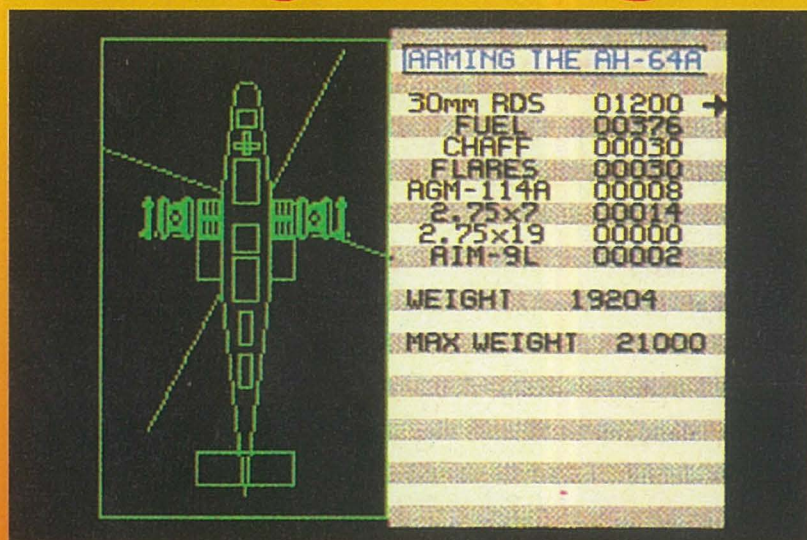 ARMING THE AH-64A
30mm RDS 01200
FUEL 00376
CHAFF 00030
FLARES 00030
AGM-114A 00008
2.75x7 00014
2.75x19 00000
AIM-9L 00002
WEIGHT 19204
MAX WEIGHT 21000